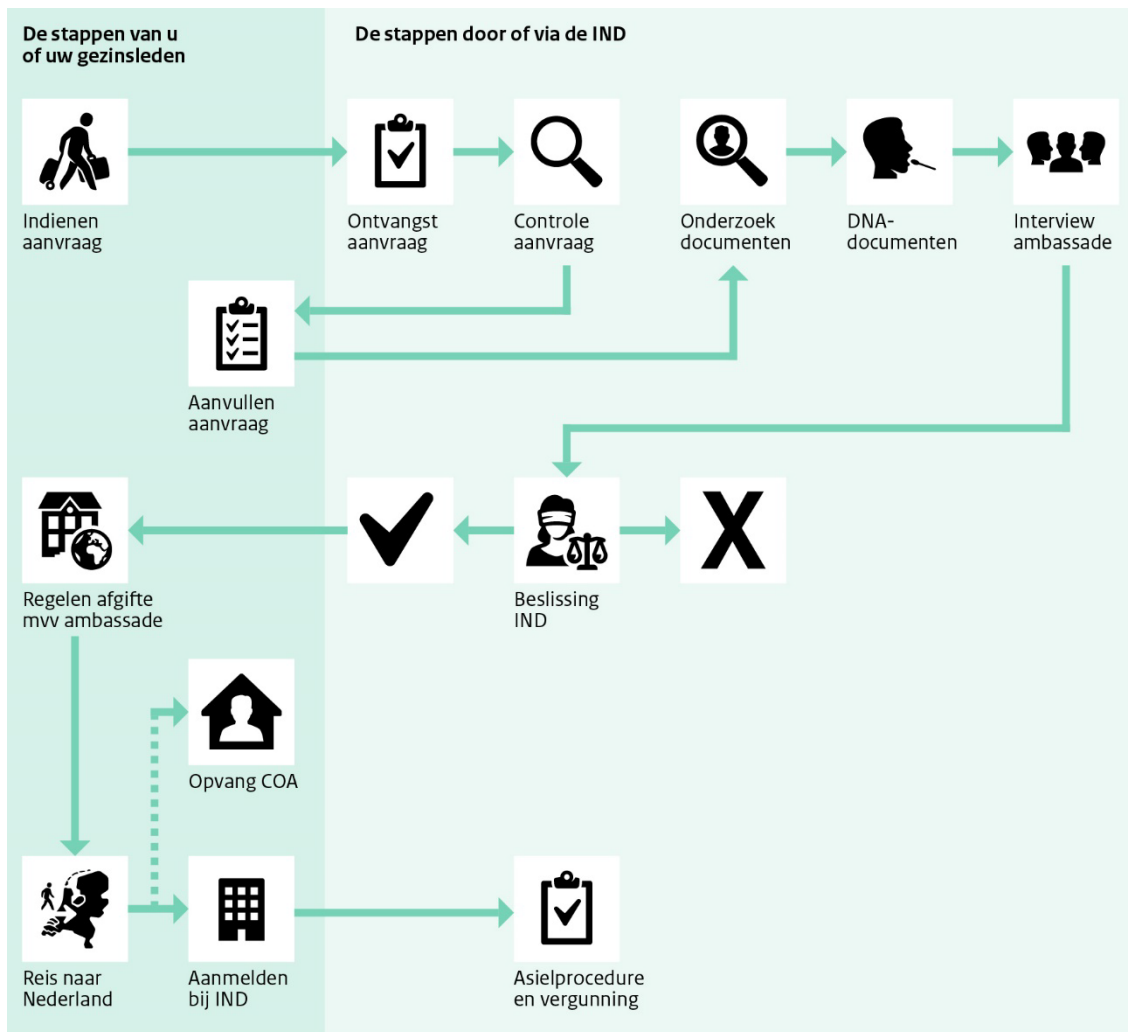 De stappen van u
of uw gezinsleden
De stappen door of via de IND
Indienen
aanvraag
Ontvangst
aanvraag
Controle
aanvraag
Onderzoek
documenten
DNA-
documenten
Interview
ambassade
Aanvullen
aanvraag
Regelen afgifte
mvv ambassade
Beslissing
IND
Opvang COA
Reis naar
Nederland
Aanmelden
bij IND
Asielprocedure
en vergunning